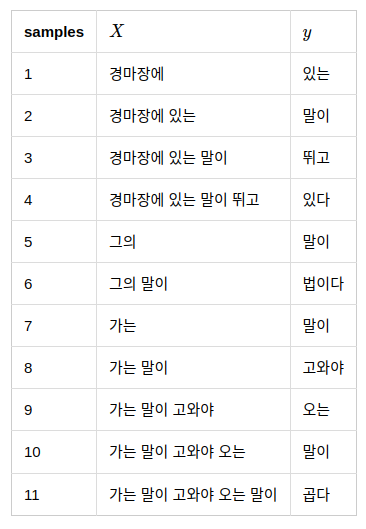 samples X y
1 경마장에 있는
2 경마장에 있는 말이
3 경마장에 있는 말이 뛰고
4 경마장에 있는 말이 뛰고 있다
5 그의 말이
6 그의 말이 법이다
7 가는 말이
8 가는 말이 고와야
9 가는 말이 고와야 오는
10 가는 말이 고와야 오는 말이
11 가는 말이 고와야 오는 말이 곱다